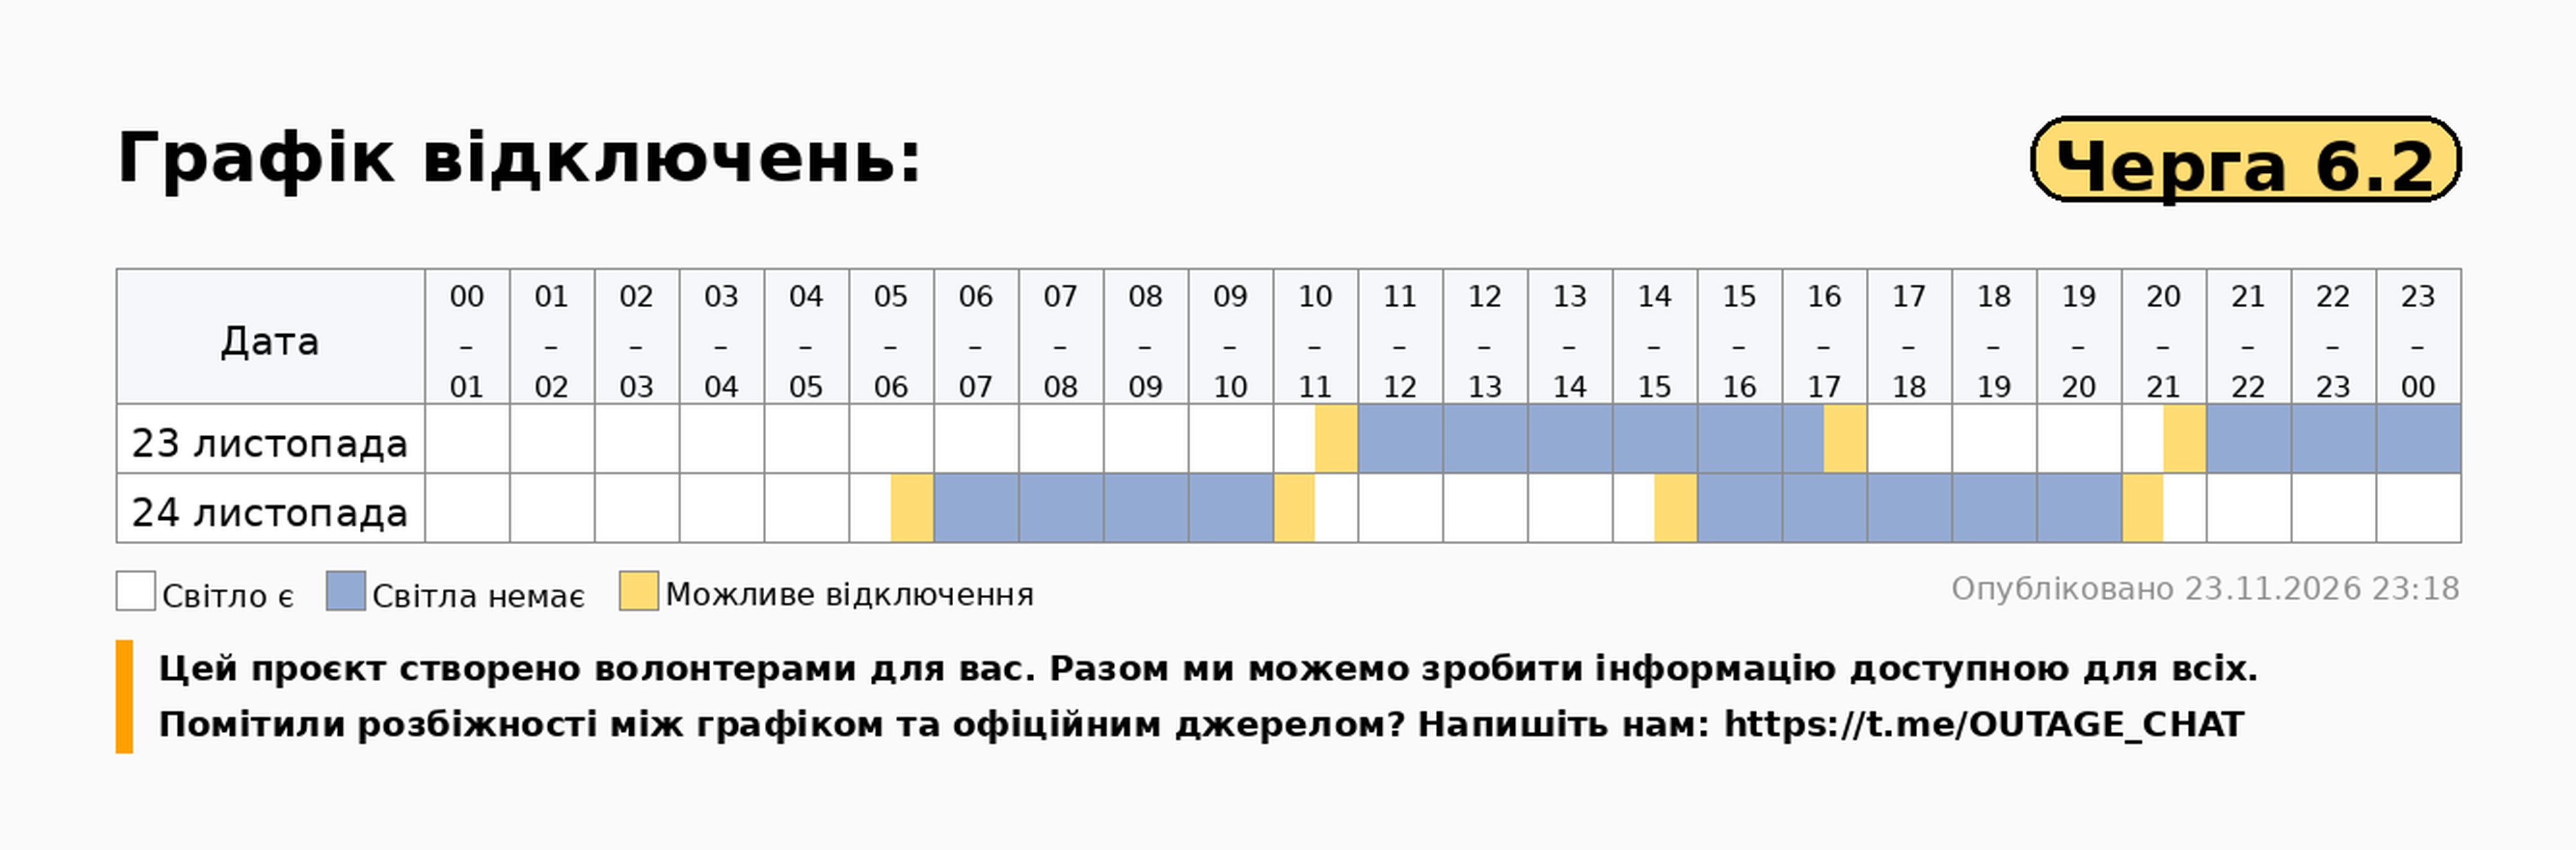 Графік відключень:
Черга 6.2
Дата 00 – 01 01 – 02 02 – 03 03 – 04 04 – 05 05 – 06 06 – 07 07 – 08 08 – 09 09 – 10 10 – 11 11 – 12 12 – 13 13 – 14 14 – 15 15 – 16 16 – 17 17 – 18 18 – 19 19 – 20 20 – 21 21 – 22 22 – 23 23 – 00
23 листопада
24 листопада
Світло є Світла немає Можливе відключення
Опубліковано 23.11.2026 23:18
Цей проєкт створено волонтерами для вас. Разом ми можемо зробити інформацію доступною для всіх.
Помітили розбіжності між графіком та офіційним джерелом? Напишіть нам: https://t.me/OUTAGE_CHAT